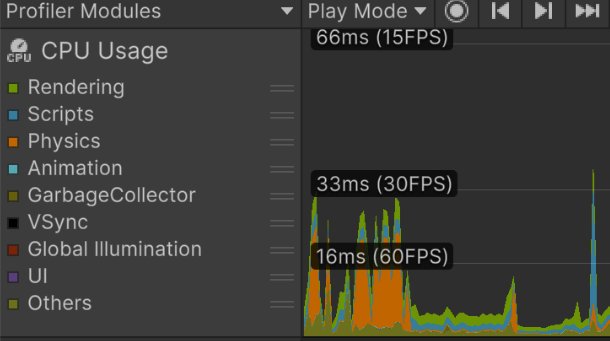 Profiler Modules
Play Mode
CPU
CPU Usage
Rendering
Scripts
Physics
Animation
GarbageCollector
VSync
Global Illumination
UI
Others
66ms (15FPS)
33ms (30FPS)
16ms (60FPS)